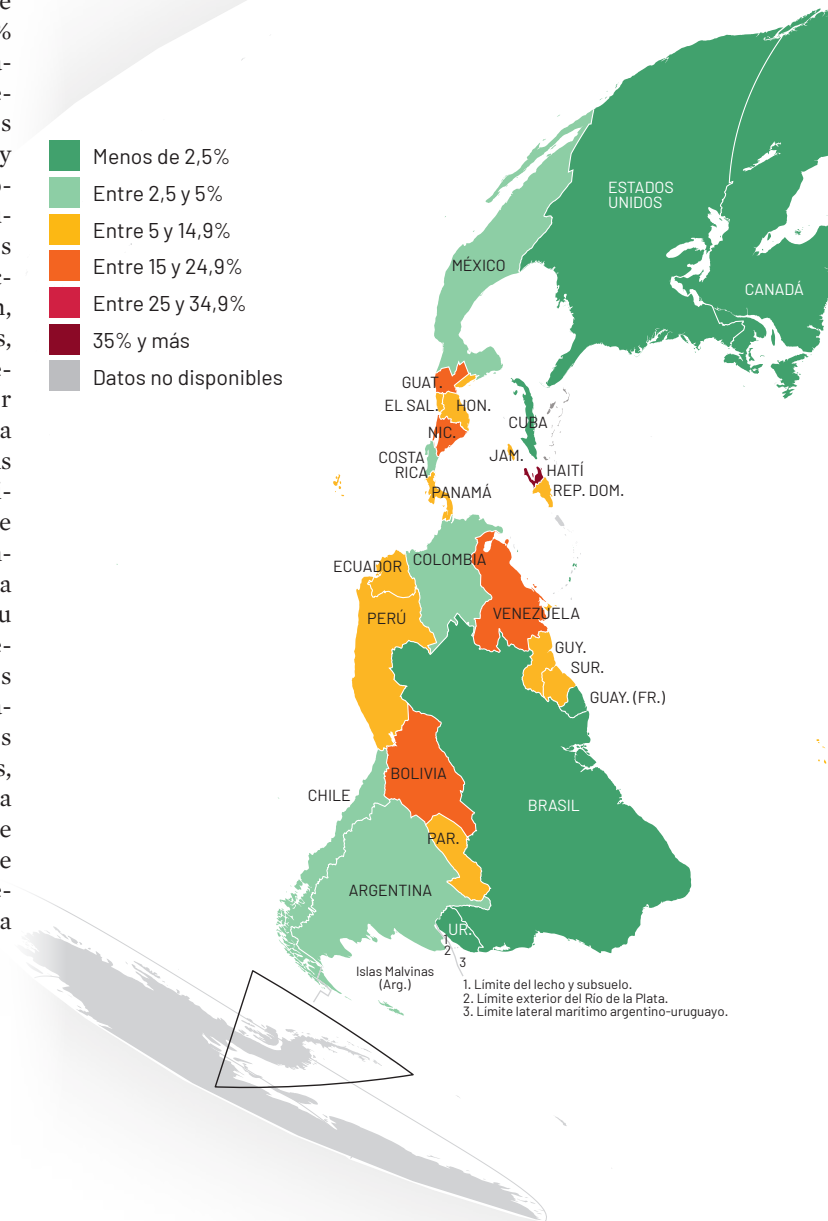 Menos de 2,5%
Entre 2,5 y 5%
Entre 5 y 14,9%
Entre 15 y 24,9%
Entre 25 y 34,9%
35% y más
Datos no disponibles
ESTADOS
UNIDOS
CANADÁ
MÉXICO
GUAT.
EL SAL.
HON.
NIC.
CUBA
COSTA
RICA
JAM.
HAITÍ
REP. DOM.
PANAMÁ
ECUADOR
COLOMBIA
VENEZUELA
PERÚ
GUY.
SUR.
GUAY. (FR.)
BOLIVIA
CHILE
BRASIL
PAR.
ARGENTINA
UR.
1
2
3
Islas Malvinas
(Arg.)
1. Límite del lecho y subsuelo.
2. Límite exterior del Río de la Plata.
3. Límite lateral marítimo argentino-uruguayo.